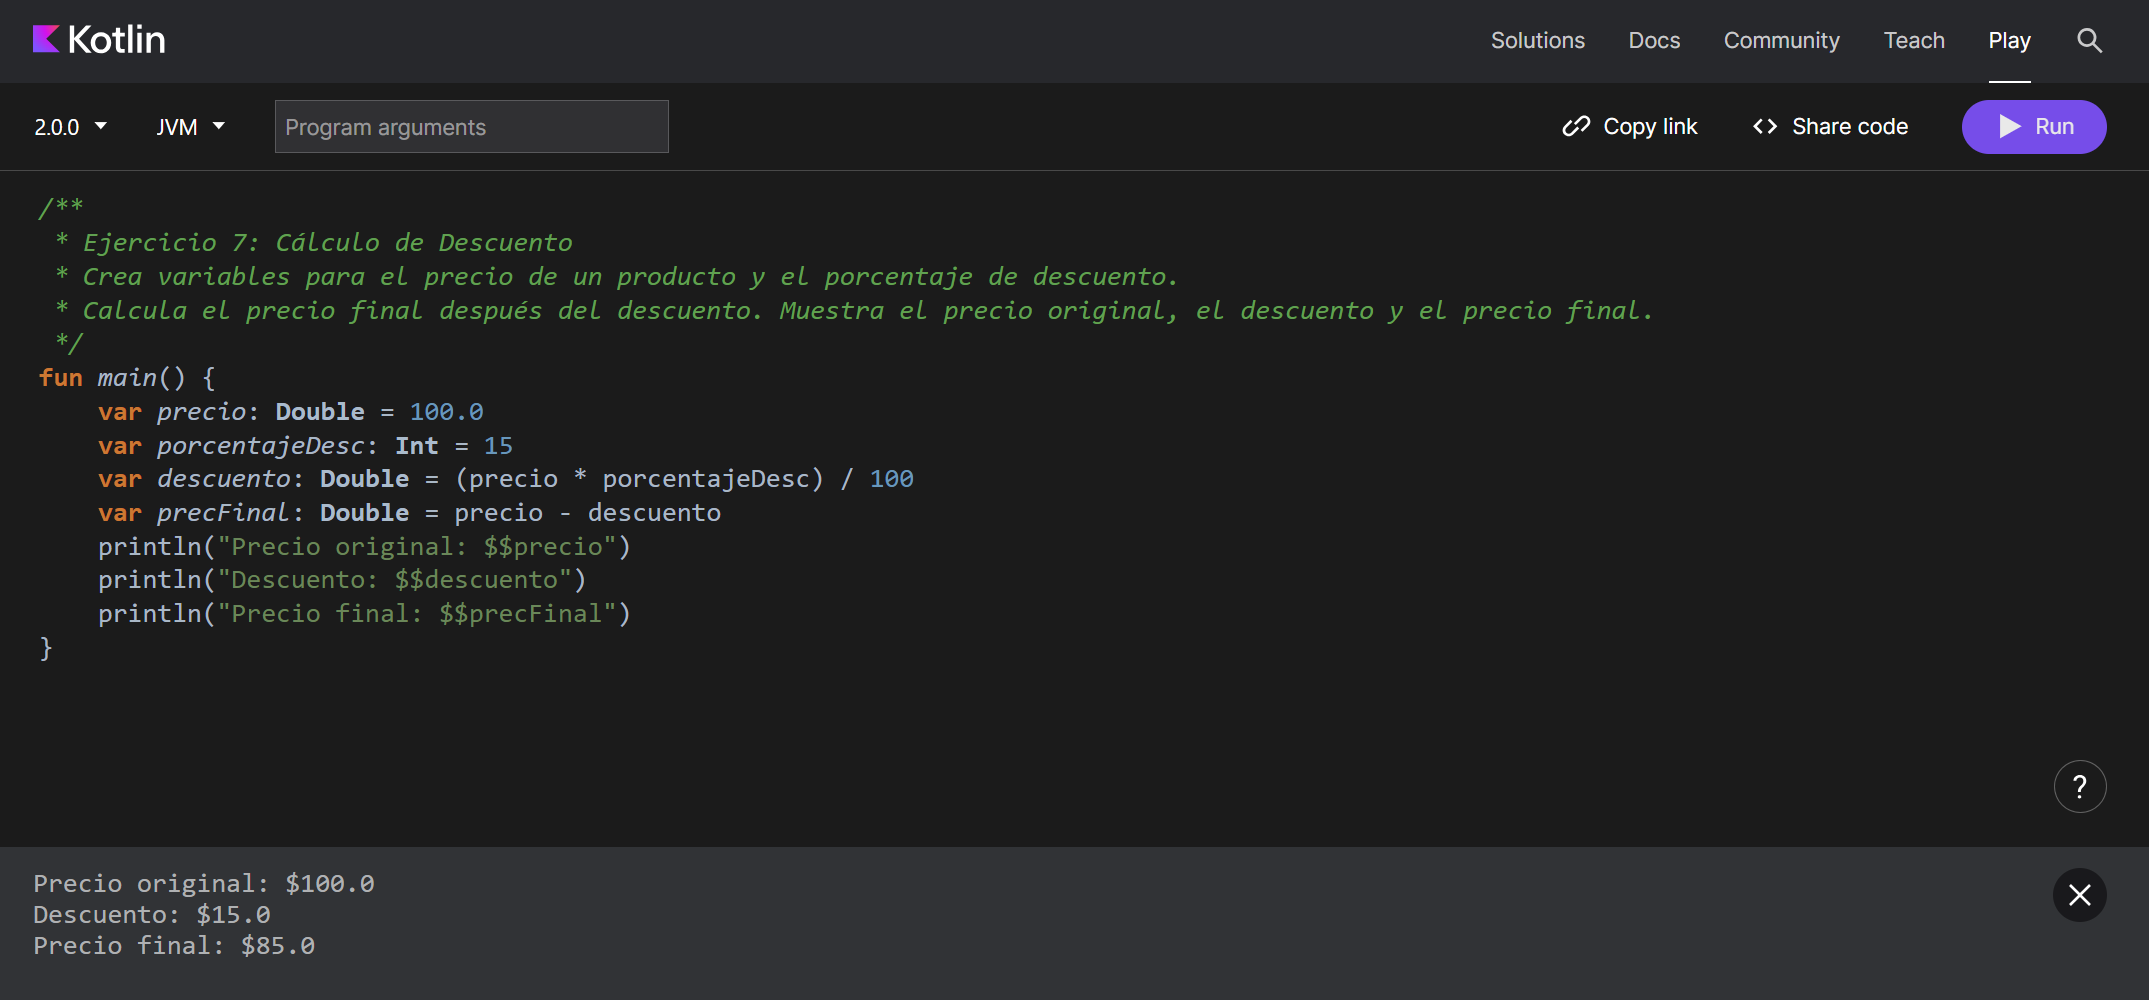 Kotlin
Solutions Docs Community Teach Play
2.0.0 JVM Program arguments Copy link Share code Run
/**
 * Ejercicio 7: Cálculo de Descuento
 * Crea variables para el precio de un producto y el porcentaje de descuento.
 * Calcula el precio final después del descuento. Muestra el precio original, el descuento y el precio final.
 */
fun main() {
    var precio: Double = 100.0
    var porcentajeDesc: Int = 15
    var descuento: Double = (precio * porcentajeDesc) / 100
    var precFinal: Double = precio - descuento
    println("Precio original: $$precio")
    println("Descuento: $$descuento")
    println("Precio final: $$precFinal")
}
?
Precio original: $100.0
Descuento: $15.0
Precio final: $85.0